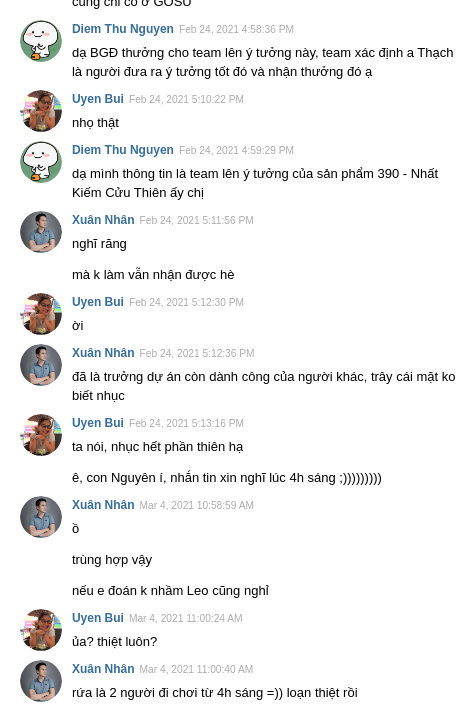 cũng chỉ có ở GOSU
Diem Thu Nguyen Feb 24, 2021 4:58:36 PM
dạ BGĐ thưởng cho team lên ý tưởng này, team xác định a Thạch
là người đưa ra ý tưởng tốt đó và nhận thưởng đó ạ
Uyen Bui Feb 24, 2021 5:10:22 PM
nhọ thật
Diem Thu Nguyen Feb 24, 2021 4:59:29 PM
dạ mình thông tin là team lên ý tưởng của sản phẩm 390 - Nhất
Kiếm Cửu Thiên ấy chị
Xuân Nhân Feb 24, 2021 5:11:56 PM
nghĩ răng
mà k làm vẫn nhận được hè
Uyen Bui Feb 24, 2021 5:12:30 PM
ời
Xuân Nhân Feb 24, 2021 5:12:36 PM
đã là trưởng dự án còn dành công của người khác, trây cái mặt ko
biết nhục
Uyen Bui Feb 24, 2021 5:13:16 PM
ta nói, nhục hết phần thiên hạ
ê, con Nguyên í, nhắn tin xin nghĩ lúc 4h sáng ;)))))))))
Xuân Nhân Mar 4, 2021 10:58:59 AM
ồ
trùng hợp vậy
nếu e đoán k nhầm Leo cũng nghỉ
Uyen Bui Mar 4, 2021 11:00:24 AM
ủa? thiệt luôn?
Xuân Nhân Mar 4, 2021 11:00:40 AM
rứa là 2 người đi chơi từ 4h sáng =)) loạn thiệt rồi